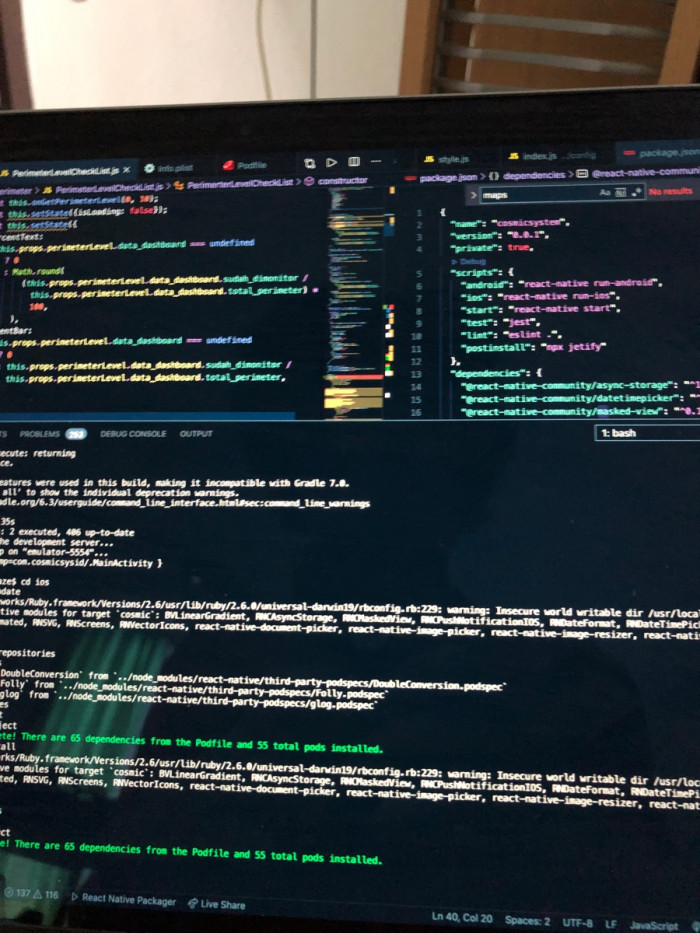 JS PerimeterLevelCheckList.js ×
Info.plist
Podfile
JS style.js
JS index.js .../config
package.json
erimeter > JS PerimeterLevelCheckList.js > PerimenterLevelCheckList > constructor
package.json > {} dependencies > @react-native-communi
this.onGetPerimeterLevel(0, 30);
this.setState({isLoading: false});
this.setState({
rcentText:
his.props.perimeterLevel.data_dashboard === undefined
? 0
: Math.round(
(this.props.perimeterLevel.data_dashboard.sudah_dimonitor /
this.props.perimeterLevel.data_dashboard.total_perimeter) *
100,
),
entBar:
is.props.perimeterLevel.data_dashboard === undefined
? 0
this.props.perimeterLevel.data_dashboard.sudah_dimonitor /
this.props.perimeterLevel.data_dashboard.total_perimeter,
> maps Aa No results
1 {
2 "name": "cosmicsystem",
3 "version": "0.0.1",
4 "private": true,
Debug
5 "scripts": {
6 "android": "react-native run-android",
7 "ios": "react-native run-ios",
8 "start": "react-native start",
9 "test": "jest",
10 "lint": "eslint .",
11 "postinstall": "npx jetify"
12 },
13 "dependencies": {
14 "@react-native-community/async-storage": "^1
15 "@react-native-community/datetimepicker": "^
16 "@react-native-community/masked-view": "^0.1
TS PROBLEMS 253 DEBUG CONSOLE OUTPUT
1: bash
ecute: returning
ce.
eatures were used in this build, making it incompatible with Gradle 7.0.
all' to show the individual deprecation warnings.
adle.org/6.3/userguide/command_line_interface.html#sec:command_line_warnings
35s
: 2 executed, 406 up-to-date
he development server...
p on "emulator-5554"...
mp=com.cosmicsysid/.MainActivity }
aze$ cd ios
pdate
works/Ruby.framework/Versions/2.6/usr/lib/ruby/2.6.0/universal-darwin19/rbconfig.rb:229: warning: Insecure world writable dir /usr/loca
tive modules for target `cosmic`: BVLinearGradient, RNCAsyncStorage, RNCMaskedView, RNCPushNotificationIOS, RNDateFormat, RNDateTimePic
mated, RNSVG, RNScreens, RNVectorIcons, react-native-document-picker, react-native-image-picker, react-native-image-resizer, react-nati
repositories
DoubleConversion` from `../node_modules/react-native/third-party-podspecs/DoubleConversion.podspec`
Folly` from `../node_modules/react-native/third-party-podspecs/Folly.podspec`
glog` from `../node_modules/react-native/third-party-podspecs/glog.podspec`
es
t
ject
ete! There are 65 dependencies from the Podfile and 55 total pods installed.
tall
rks/Ruby.framework/Versions/2.6/usr/lib/ruby/2.6.0/universal-darwin19/rbconfig.rb:229: warning: Insecure world writable dir /usr/loc
ve modules for target `cosmic`: BVLinearGradient, RNCAsyncStorage, RNCMaskedView, RNCPushNotificationIOS, RNDateFormat, RNDateTimePi
ted, RNSVG, RNScreens, RNVectorIcons, react-native-document-picker, react-native-image-picker, react-native-image-resizer, react-nat
s
ct
e! There are 65 dependencies from the Podfile and 55 total pods installed.
137 116 React Native Packager Live Share
Ln 40, Col 20 Spaces: 2 UTF-8 LF JavaScript